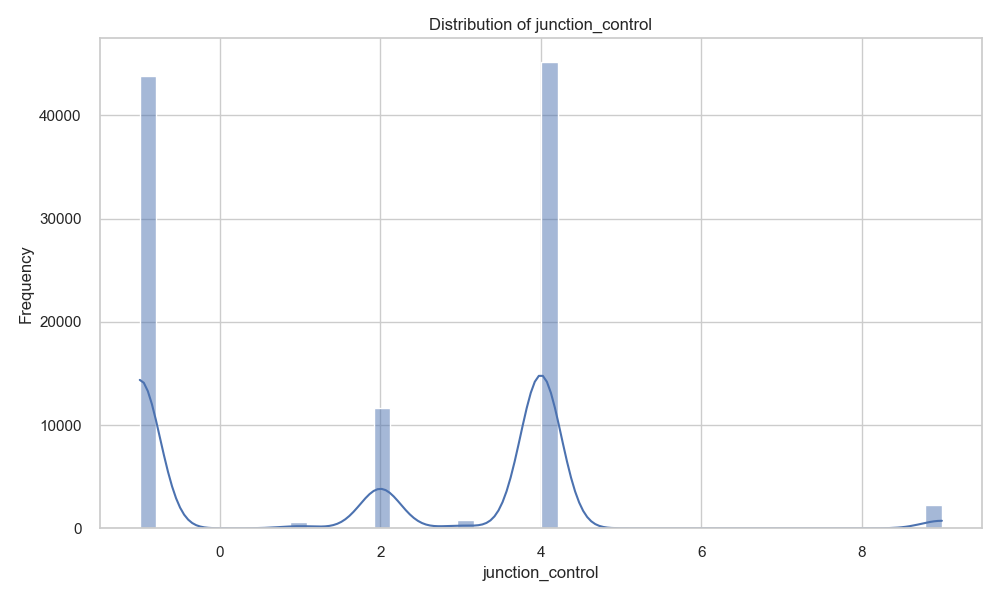 Distribution of junction_control
Frequency
40000
30000
20000
10000
0
0 2 4 6 8
junction_control